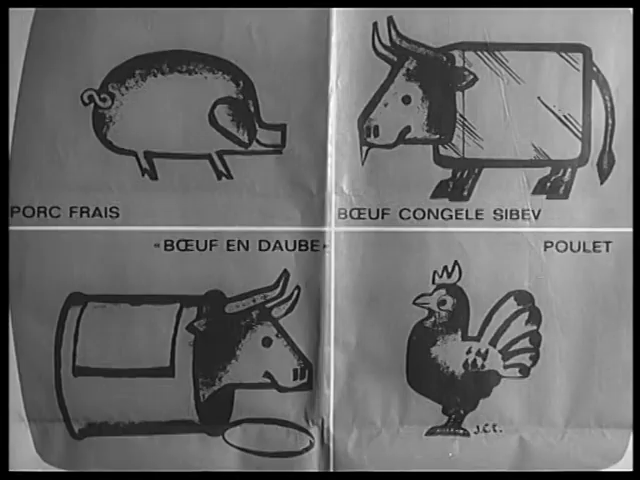 PORC FRAIS
BŒUF CONGELE SIBEV
«BŒUF EN DAUBE»
POULET
J.C.C.